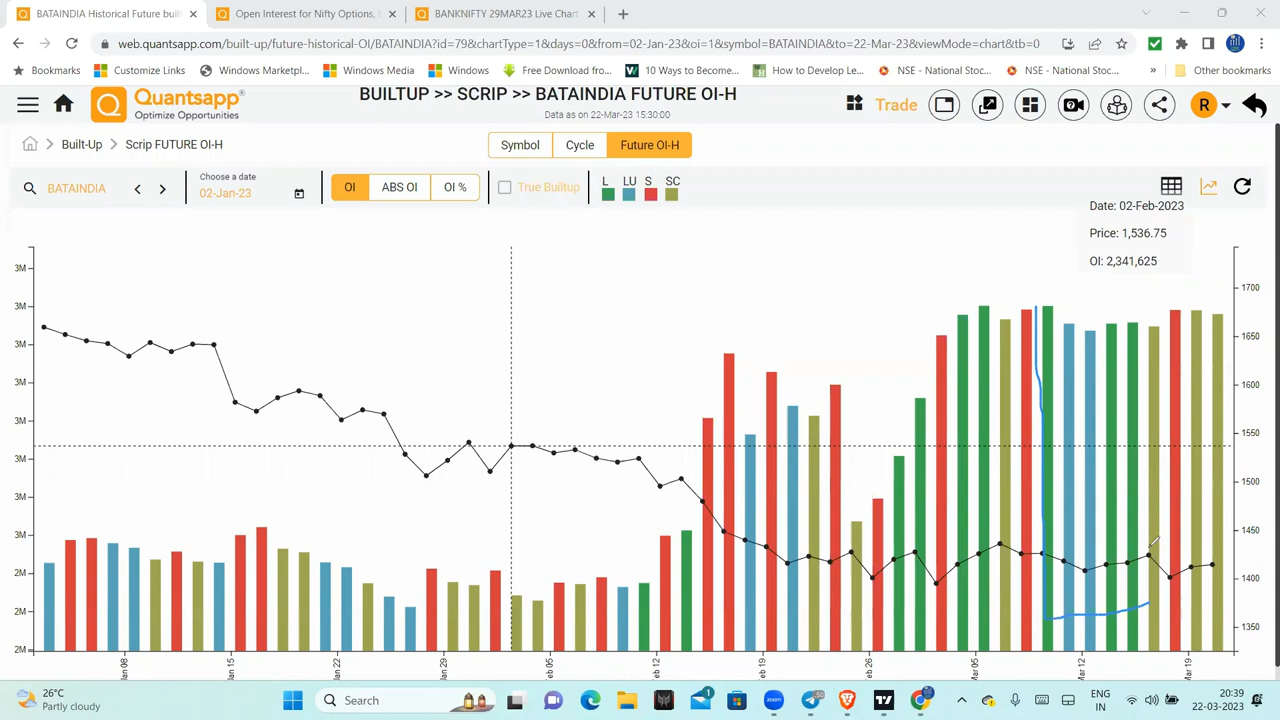 BATAINDIA Historical Future buil
Open Interest for Nifty Options,
BANKNIFTY 29MAR23 Live Chart
web.quantsapp.com/built-up/future-historical-OI/BATAINDIA?id=79&chartType=1&days=0&from=02-Jan-23&oi=1&symbol=BATAINDIA&to=22-Mar-23&viewMode=chart&tb=0
Bookmarks
Customize Links
Windows Marketpl...
Windows Media
Windows
Free Download from...
10 Ways to Become...
How to Develop Le...
NSE - National Stoc...
NSE - National Stoc...
»
Other bookmarks
Quantsapp
Optimize Opportunities
BUILTUP >> SCRIP >> BATAINDIA FUTURE OI-H
Data as on 22-Mar-23 15:30:00
Trade
R
Built-Up
Scrip FUTURE OI-H
Symbol
Cycle
Future OI-H
BATAINDIA
Choose a date
02-Jan-23
OI
ABS OI
OI %
True Builtup
L LU S SC
Date: 02-Feb-2023
Price: 1,536.75
OI: 2,341,625
3M
3M
3M
3M
3M
3M
3M
3M
2M
2M
2M
1700
1650
1600
1550
1500
1450
1400
1350
Jan 08
Jan 15
Jan 22
Jan 29
eb 05
eb 12
eb 19
eb 26
Mar 05
Mar 12
Mar 19
26°C
Partly cloudy
Search
1
zoom
ENG
IN
20:39
22-03-2023